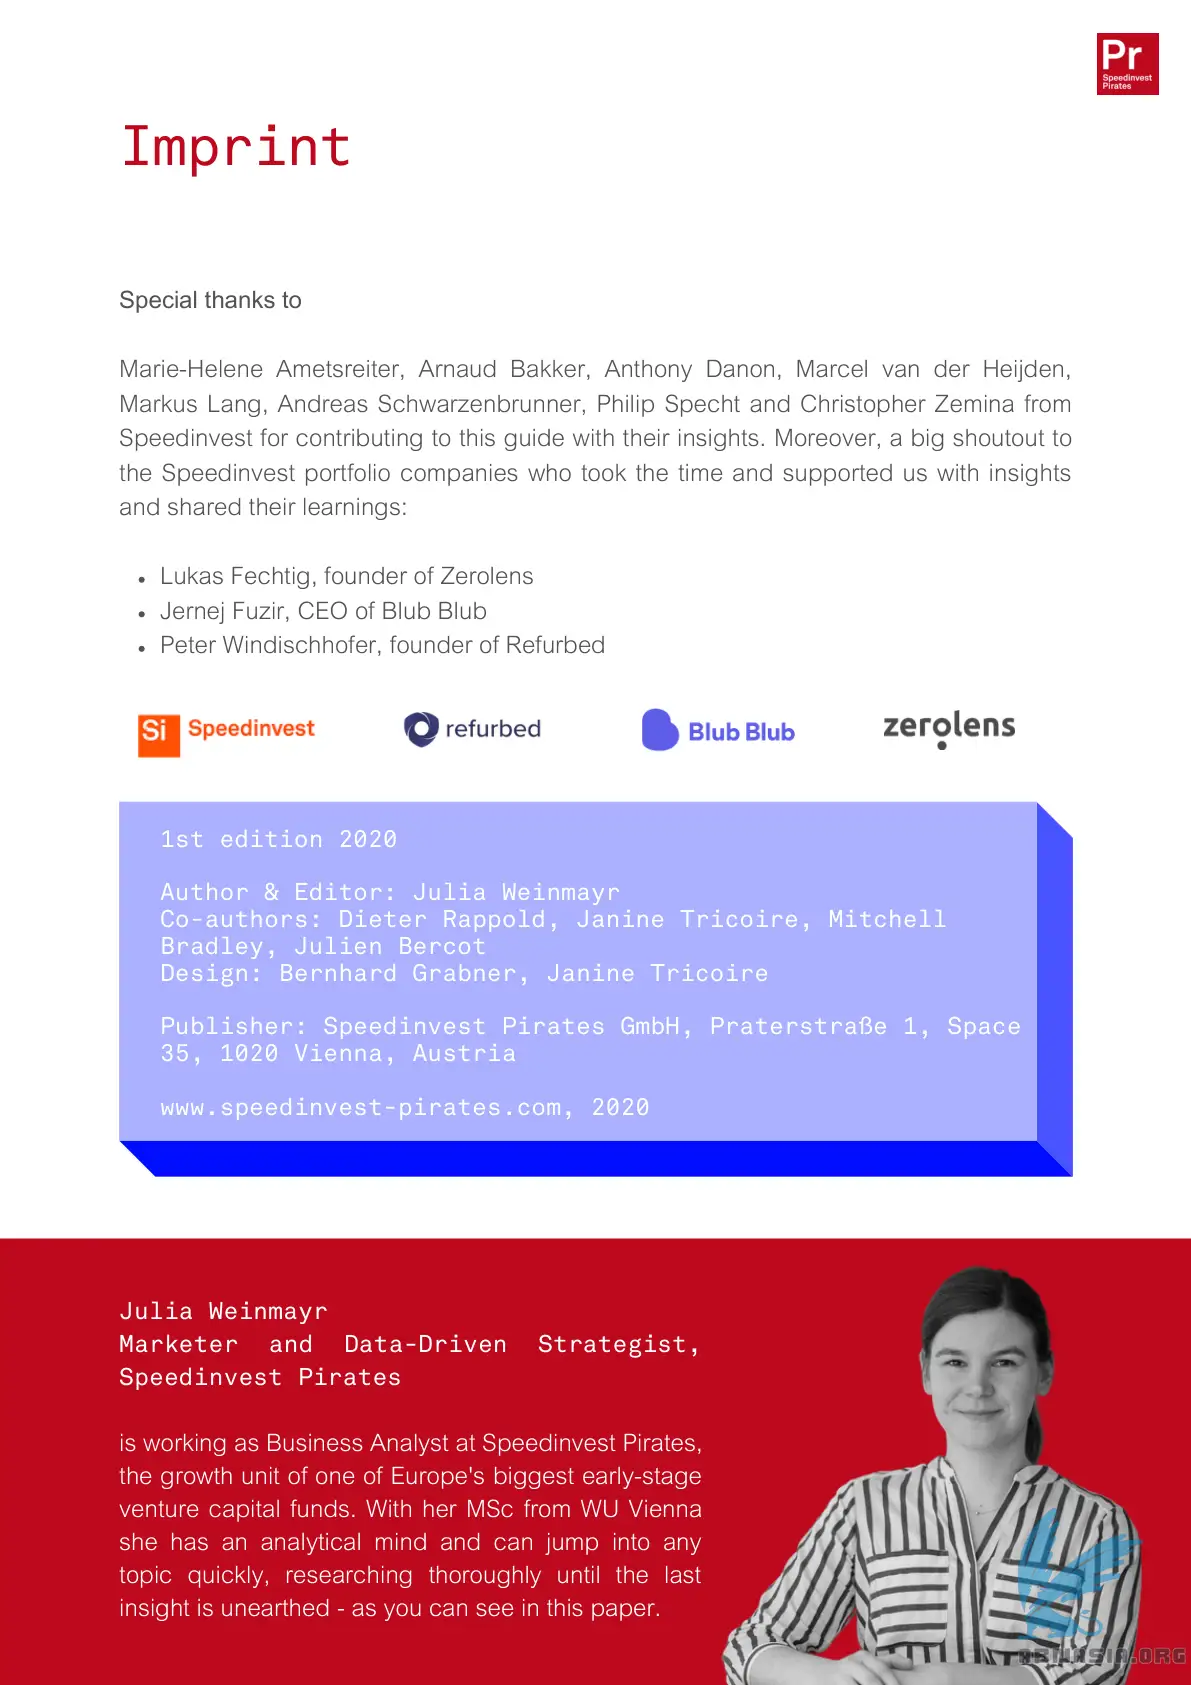 Pr
Speedinvest
Pirates
Imprint
Special thanks to
Marie-Helene Ametsreiter, Arnaud Bakker, Anthony Danon, Marcel van der Heijden,
Markus Lang, Andreas Schwarzenbrunner, Philip Specht and Christopher Zemina from
Speedinvest for contributing to this guide with their insights. Moreover, a big shoutout to
the Speedinvest portfolio companies who took the time and supported us with insights
and shared their learnings:
• Lukas Fechtig, founder of Zerolens
• Jernej Fuzir, CEO of Blub Blub
• Peter Windischhofer, founder of Refurbed
Si Speedinvest
refurbed
Blub Blub
zerolens
1st edition 2020
Author & Editor: Julia Weinmayr
Co-authors: Dieter Rappold, Janine Tricoire, Mitchell
Bradley, Julien Bercot
Design: Bernhard Grabner, Janine Tricoire
Publisher: Speedinvest Pirates GmbH, Praterstraße 1, Space
35, 1020 Vienna, Austria
www.speedinvest-pirates.com, 2020
Julia Weinmayr
Marketer and Data-Driven Strategist,
Speedinvest Pirates
is working as Business Analyst at Speedinvest Pirates,
the growth unit of one of Europe's biggest early-stage
venture capital funds. With her MSc from WU Vienna
she has an analytical mind and can jump into any
topic quickly, researching thoroughly until the last
insight is unearthed - as you can see in this paper.
ABNASIA.ORG